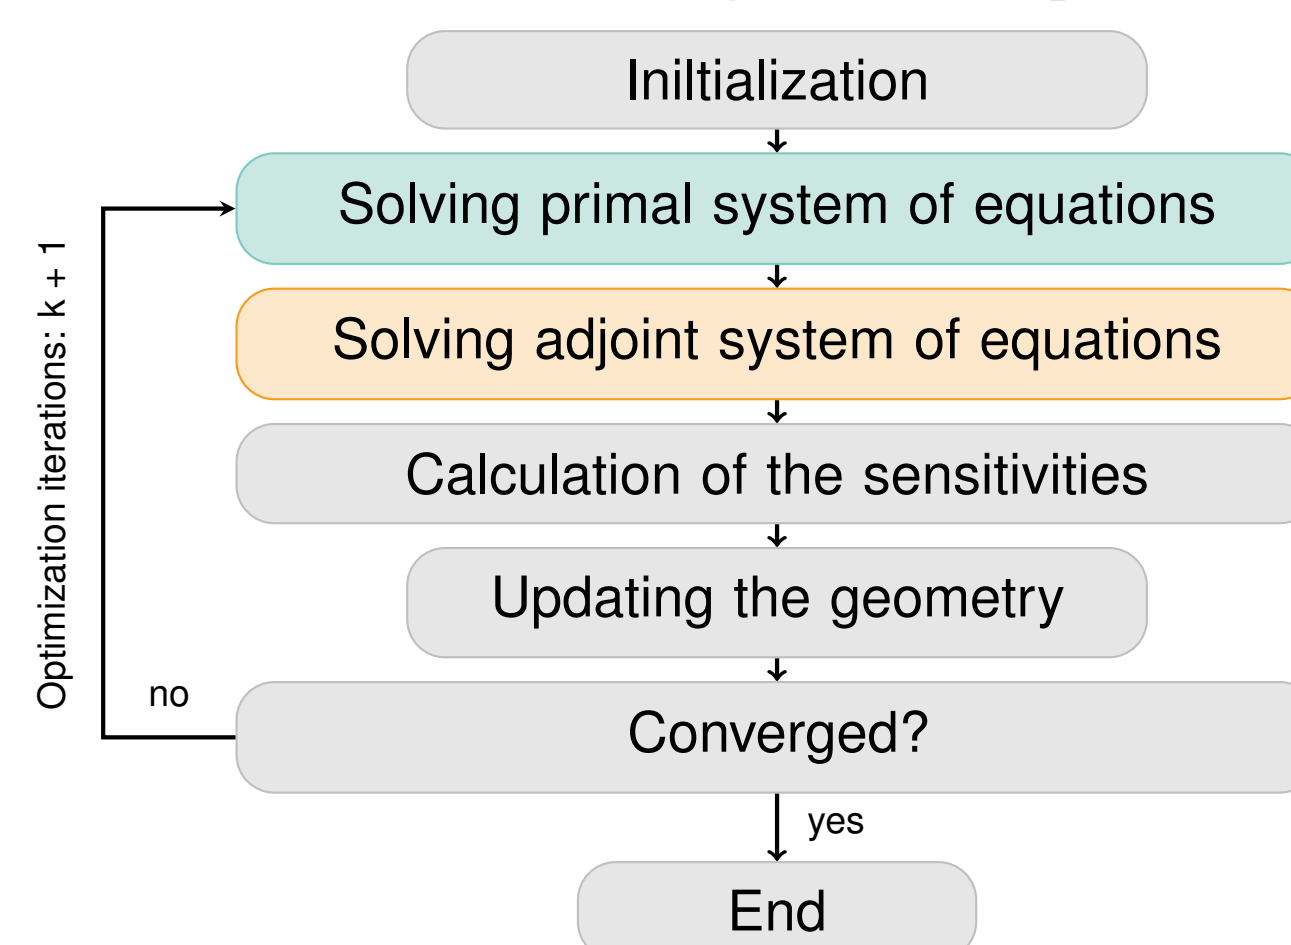 Iniltialization
Solving primal system of equations
Solving adjoint system of equations
Calculation of the sensitivities
Updating the geometry
Converged?
no
yes
End
Optimization iterations: k + 1